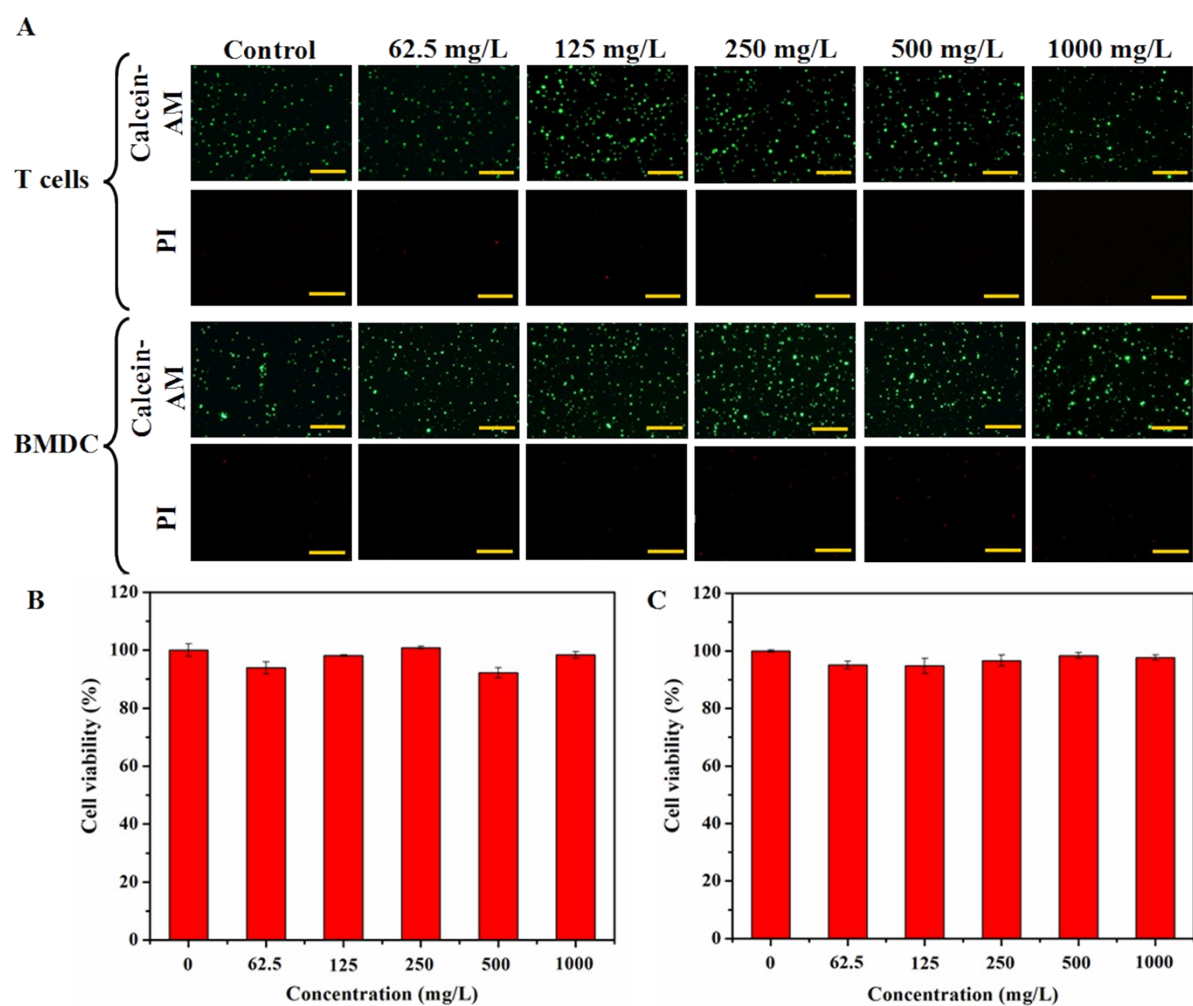 A
Control 62.5 mg/L 125 mg/L 250 mg/L 500 mg/L 1000 mg/L
T cells
Calcein-
AM
PI
BMDC
Calcein-
AM
PI
B
120
100
80
60
40
20
0
Cell viability (%)
0 62.5 125 250 500 1000
Concentration (mg/L)
C
120
100
80
60
40
20
0
Cell viability (%)
0 62.5 125 250 500 1000
Concentration (mg/L)